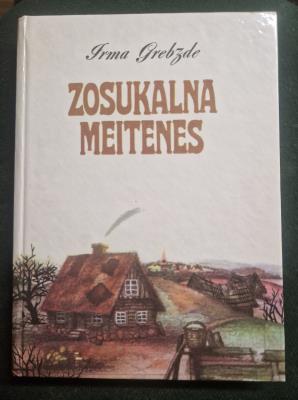 Irma Grebzde
ZOSUKALNA
MEITENES